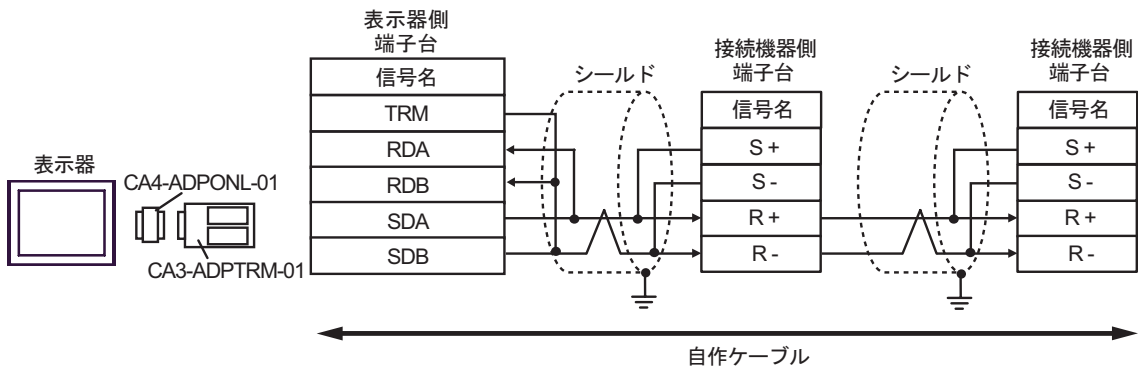 表示器
CA4-ADPONL-01
CA3-ADPTRM-01
表示器側
端子台
信号名
TRM
RDA
RDB
SDA
SDB
シールド
接続機器側
端子台
信号名
S +
S -
R +
R -
シールド
接続機器側
端子台
信号名
S +
S -
R +
R -
自作ケーブル